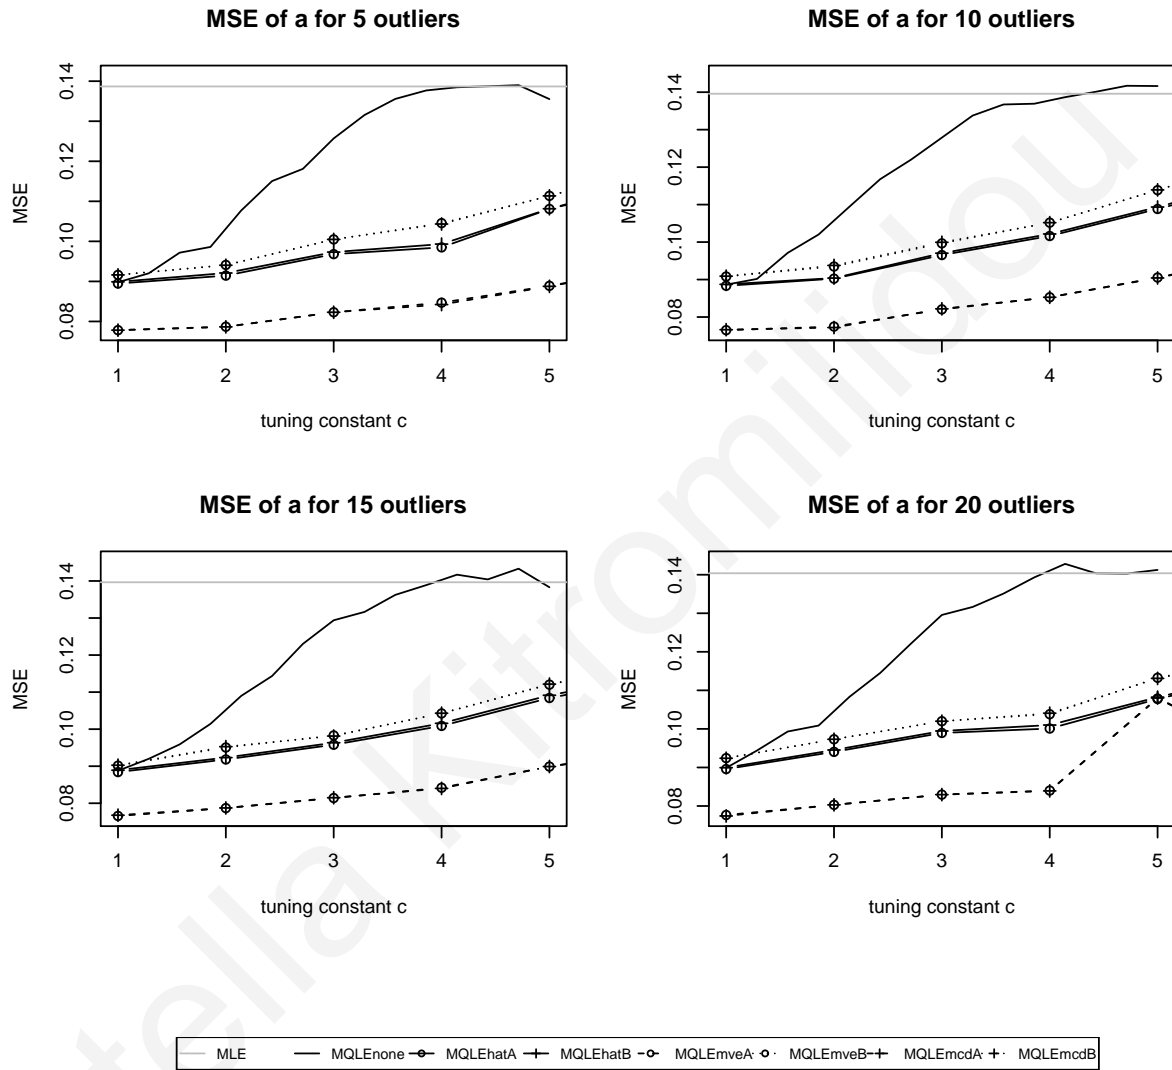 MSE of a for 5 outliers
MSE
0.08 0.10 0.12 0.14
1 2 3 4 5
tuning constant c
MSE of a for 10 outliers
MSE
0.08 0.10 0.12 0.14
1 2 3 4 5
tuning constant c
MSE of a for 15 outliers
MSE
0.08 0.10 0.12 0.14
1 2 3 4 5
tuning constant c
MSE of a for 20 outliers
MSE
0.08 0.10 0.12 0.14
1 2 3 4 5
tuning constant c
MLE MQLEnone MQLEhatA MQLEhatB MQLEmveA MQLEmveB MQLEmcdA MQLEmcdB
tella Kitromilidou